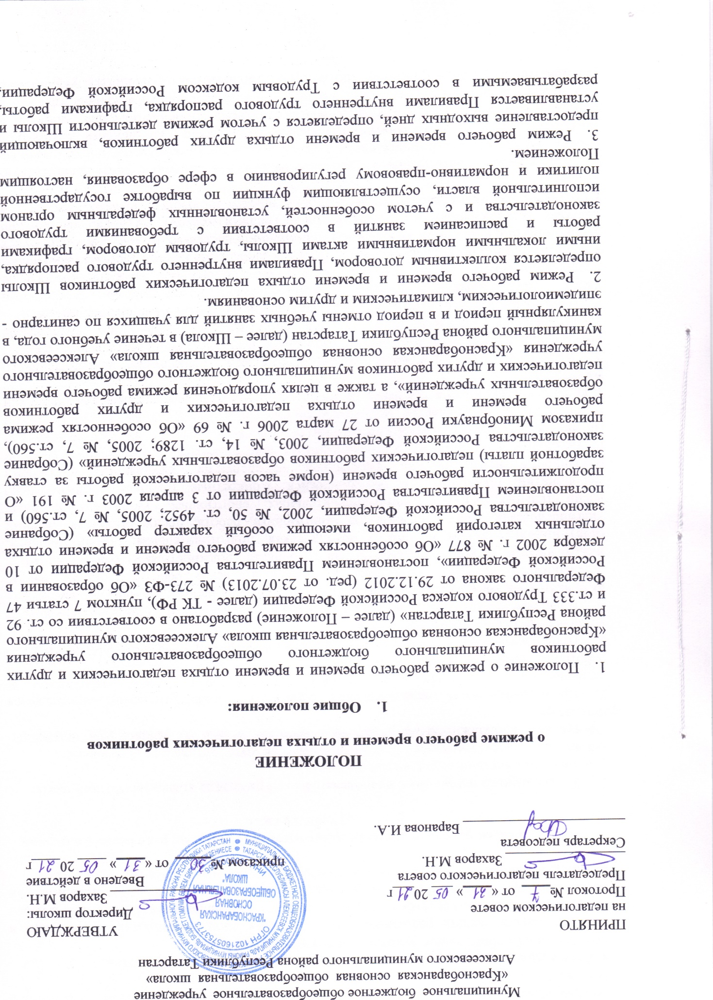 Муниципальное бюджетное общеобразовательное учреждение
«Краснобаранская основная общеобразовательная школа»
Алексеевского муниципального района Республики Татарстан
ПРИНЯТО
на педагогическом совете
Протокол № 7 от « 31 » 05 20 21 г
Председатель педагогического совета
Захаров М.Н.
Секретарь педсовета
Баранова И.А.
УТВЕРЖДАЮ
Директор школы:
Захаров М.Н.
Введено в действие
приказом № 30 от « 31 » 05 20 21 г
ОГРН 1021605753773
"КРАСНОБАРАНСКАЯ
ОСНОВНАЯ
ОБЩЕОБРАЗОВАТЕЛЬНАЯ
ШКОЛА"
ПОЛОЖЕНИЕ
о режиме рабочего времени и отдыха педагогических работников
1. Общие положения:
1. Положение о режиме рабочего времени и времени отдыха педагогических и других
работников муниципального бюджетного общеобразовательного учреждения
«Краснобаранская основная общеобразовательная школа» Алексеевского муниципального
района Республики Татарстан» (далее – Положение) разработано в соответствии со ст. 92
и ст.333 Трудового кодекса Российской Федерации (далее - ТК РФ), пунктом 7 статьи 47
Федерального закона от 29.12.2012 (ред. от 23.07.2013) № 273-ФЗ «Об образовании в
Российской Федерации», постановлением Правительства Российской Федерации от 10
декабря 2002 г. № 877 «Об особенностях режима рабочего времени и времени отдыха
отдельных категорий работников, имеющих особый характер работы» (Собрание
законодательства Российской Федерации, 2002, № 50, ст. 4952; 2005, № 7, ст.560) и
постановлением Правительства Российской Федерации от 3 апреля 2003 г. № 191 «О
продолжительности рабочего времени (норме часов педагогической работы за ставку
заработной платы) педагогических работников образовательных учреждений» (Собрание
законодательства Российской Федерации, 2003, № 14, ст. 1289; 2005, № 7, ст.560),
приказом Минобрнауки России от 27 марта 2006 г. № 69 «Об особенностях режима
рабочего времени и времени отдыха педагогических и других работников
образовательных учреждений», а также в целях упорядочения режима рабочего времени
педагогических и других работников муниципального бюджетного общеобразовательного
учреждения «Краснобаранская основная общеобразовательная школа» Алексеевского
муниципального района Республики Татарстан (далее – Школа) в течение учебного года, в
каникулярный период и в период отмены учебных занятий для учащихся по санитарно -
эпидемиологическим, климатическим и другим основаниям.
2. Режим рабочего времени и времени отдыха педагогических работников Школы
определяется коллективным договором, Правилами внутреннего трудового распорядка,
иными локальными нормативными актами Школы, трудовым договором, графиками
работы и расписанием занятий в соответствии с требованиями трудового
законодательства и с учетом особенностей, установленных федеральным органом
исполнительной власти, осуществляющим функции по выработке государственной
политики и нормативно-правовому регулированию в сфере образования, настоящим
Положением.
3. Режим рабочего времени и времени отдыха других работников, включающий
предоставление выходных дней, определяется с учетом режима деятельности Школы и
устанавливается Правилами внутреннего трудового распорядка, графиками работы,
разрабатываемыми в соответствии с Трудовым кодексом Российской Федерации,